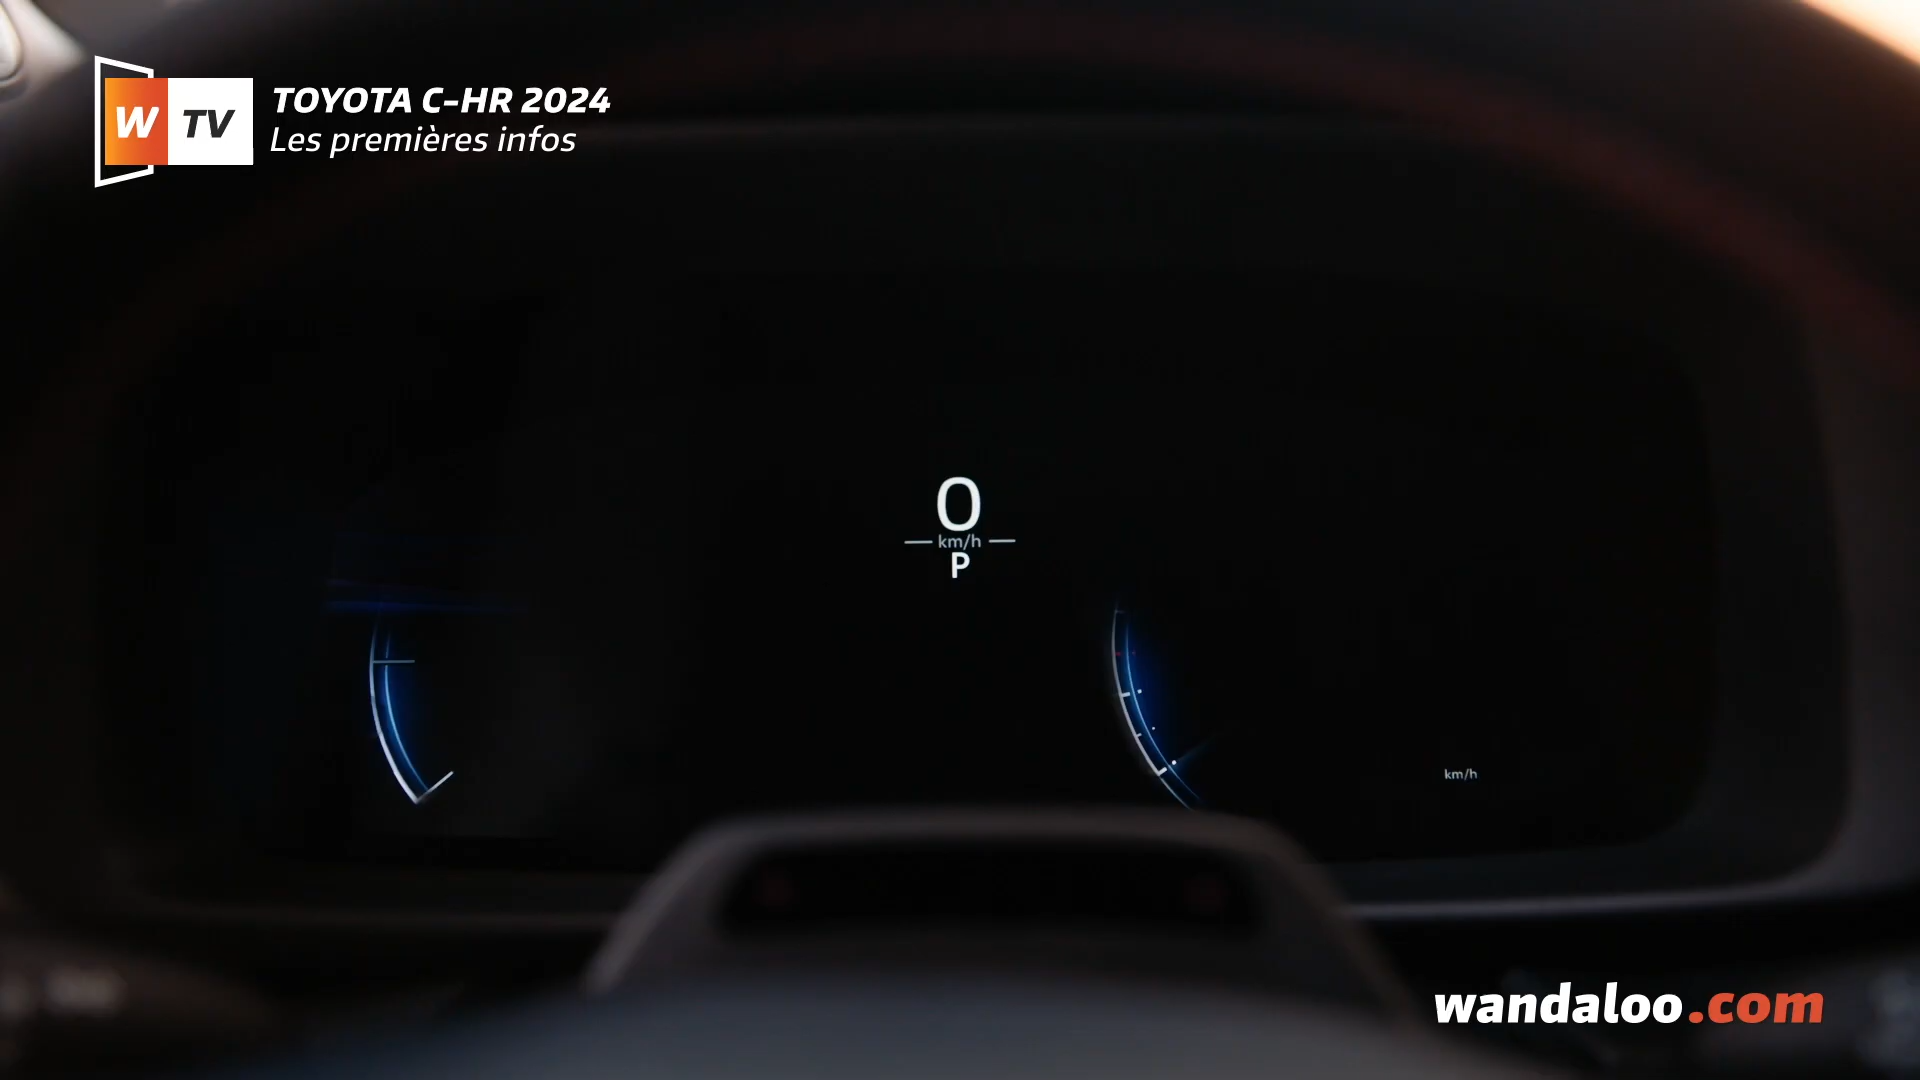 W TV
TOYOTA C-HR 2024
Les premières infos
0
km/h
P
km/h
wandaloo.com